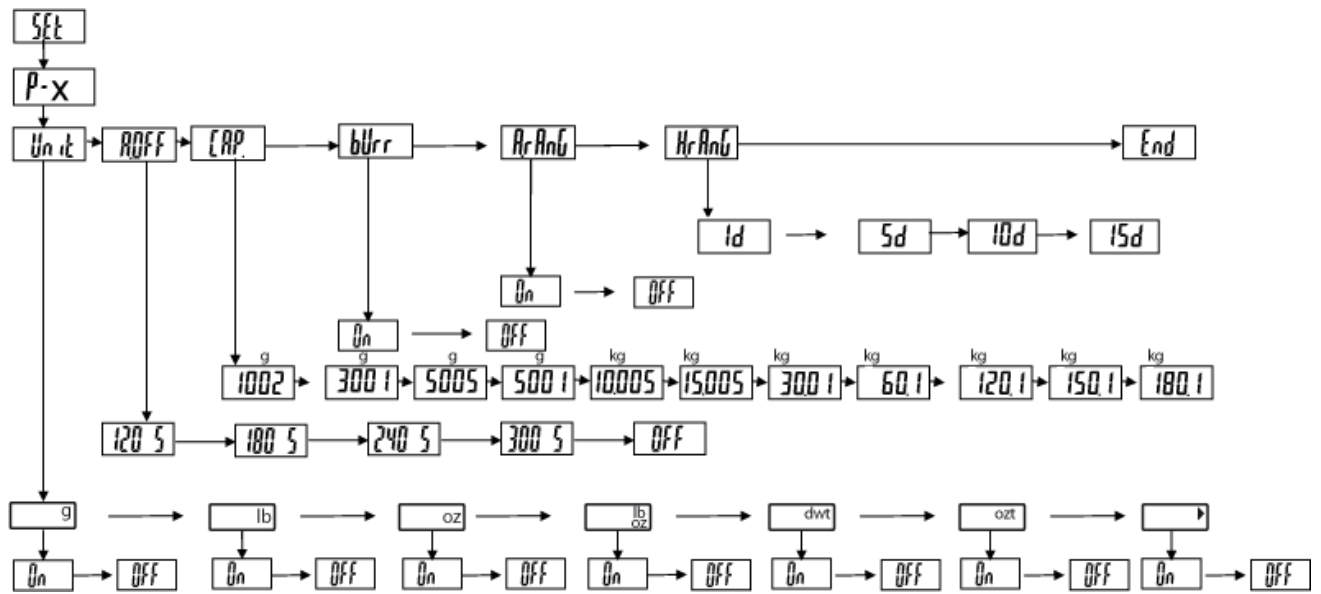 SEt
P-X
Unit A.OFF CAP. bUrr A.rAnG H.rAnG End
1d 5d 10d 15d
On OFF
On OFF
g g g g kg kg kg kg kg kg kg
1002 3001 5005 5001 10.005 15.005 30.01 60.1 120.1 150.1 180.1
120 S 180 S 240 S 300 S OFF
g lb oz lb oz dwt ozt
On OFF On OFF On OFF On OFF On OFF On OFF On OFF